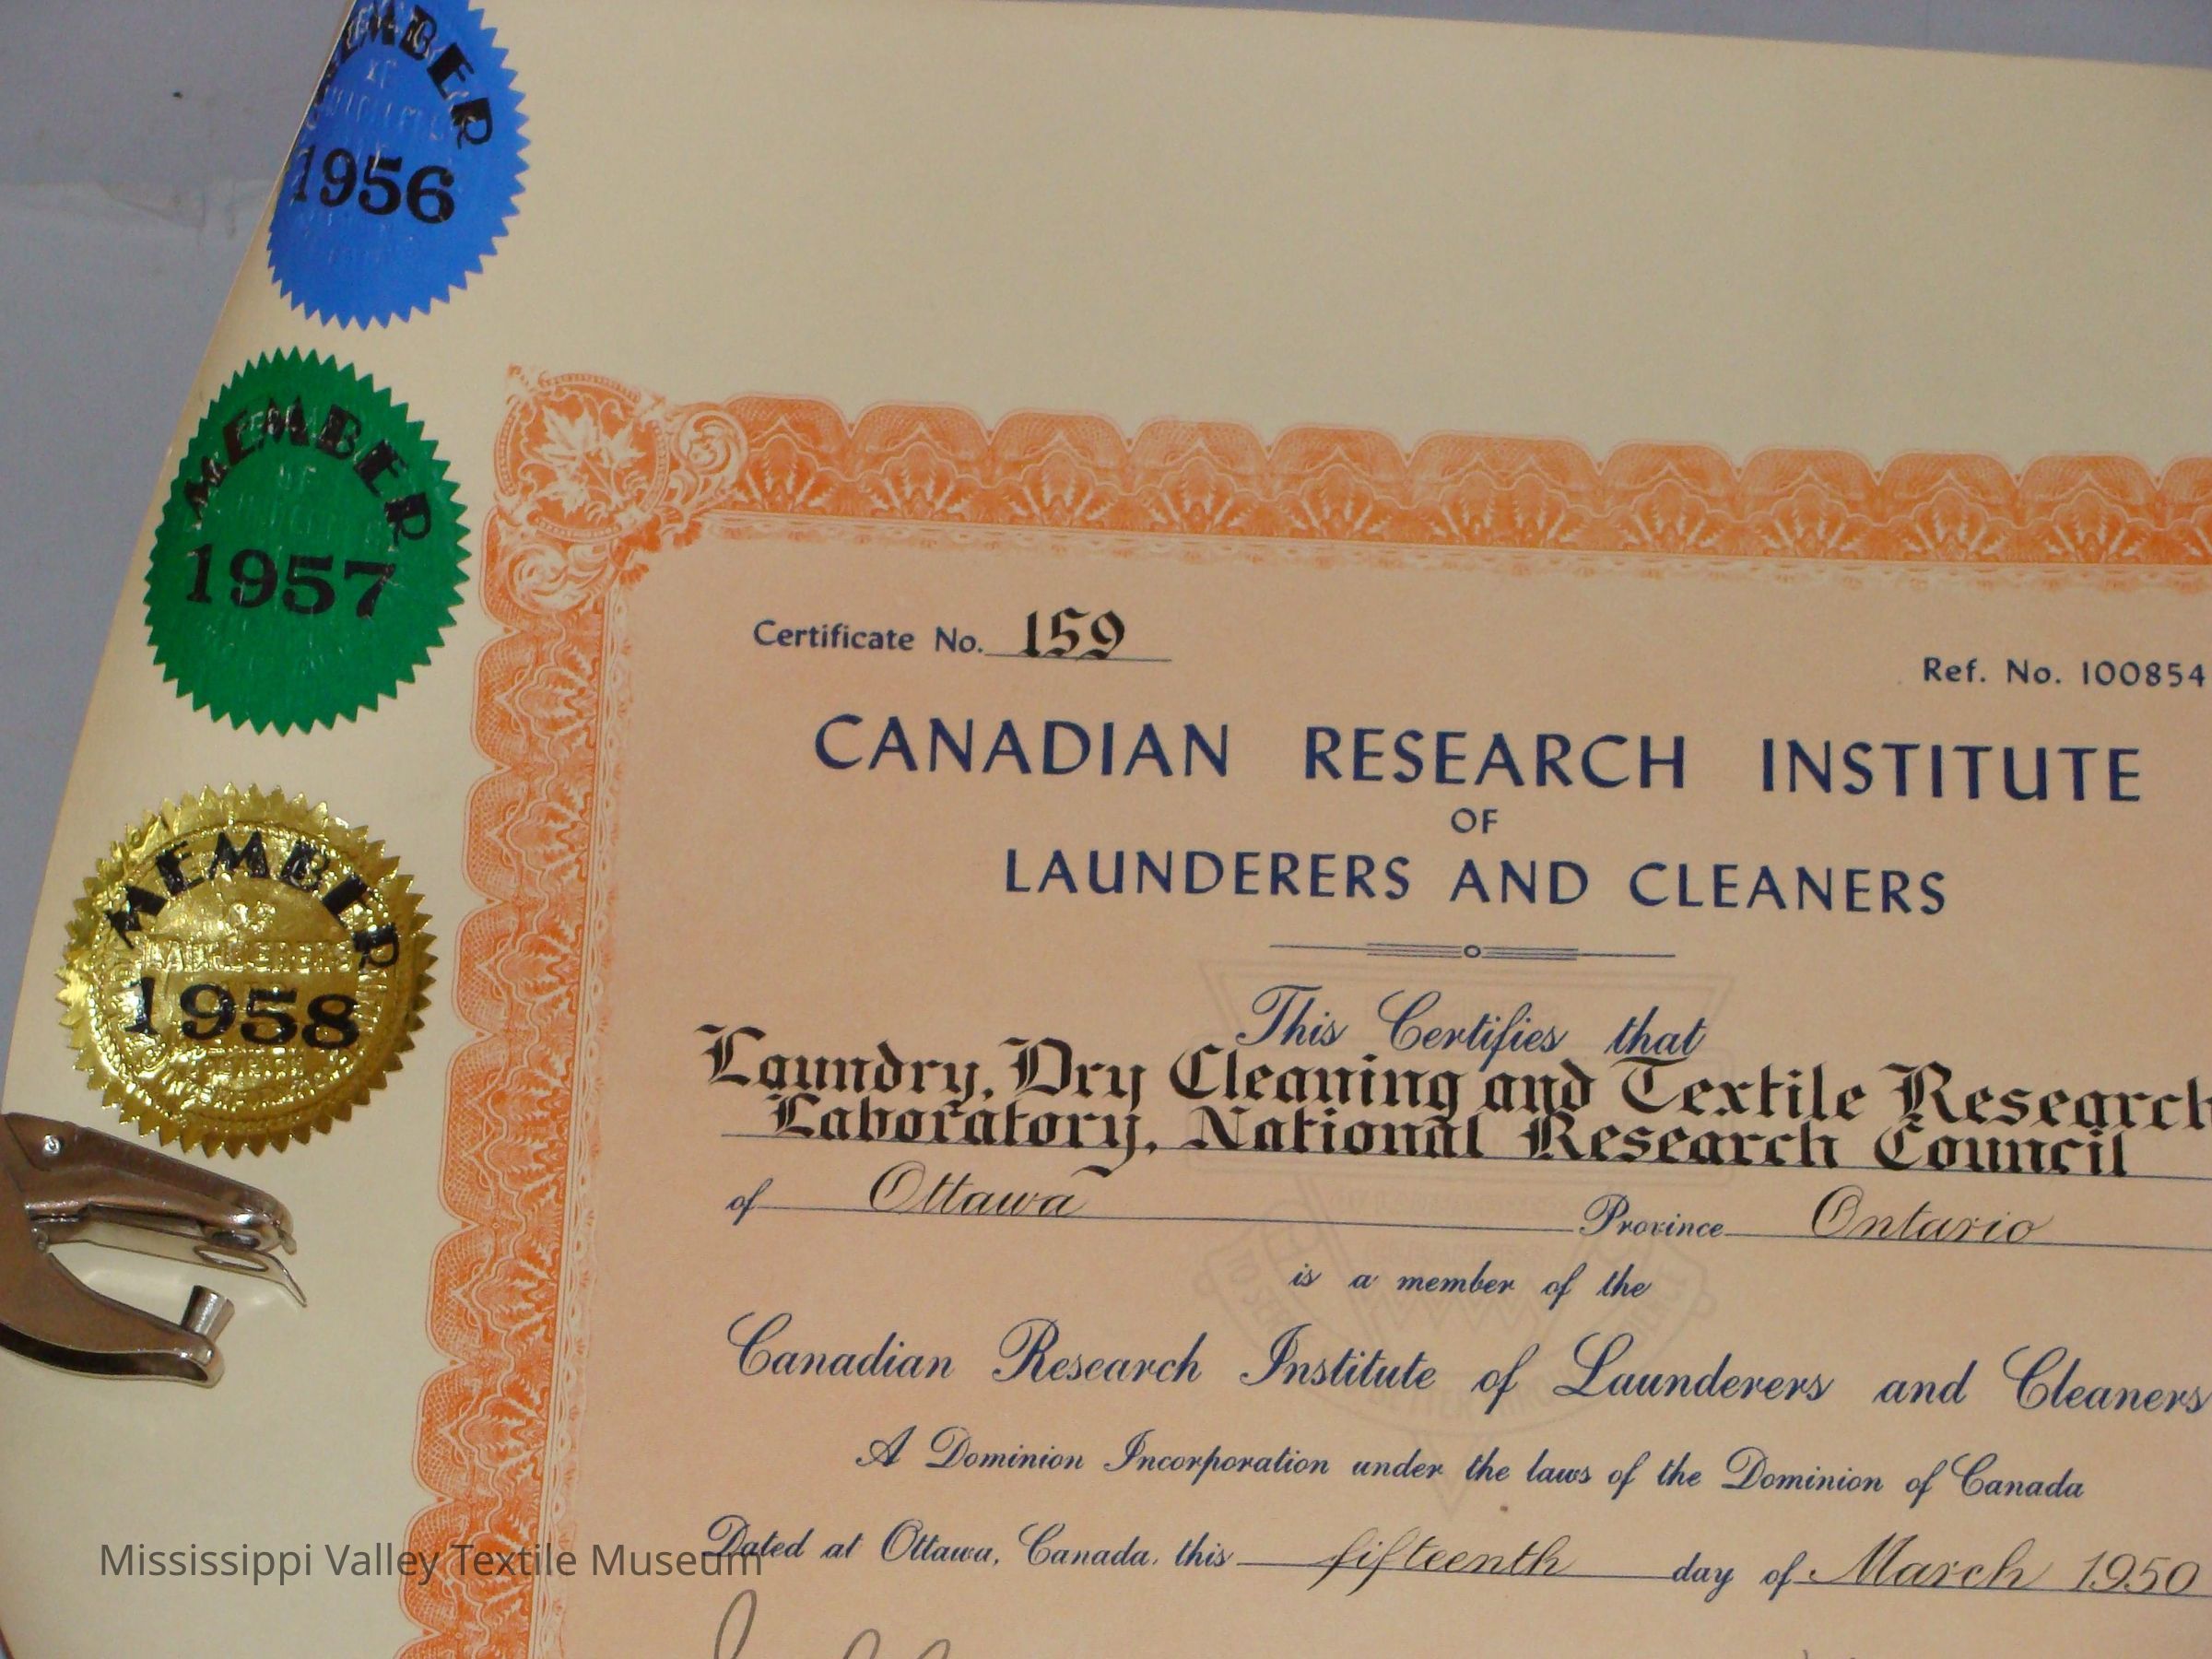 MEMBER
1956
MEMBER
1957
MEMBER
OF
LAUNDERERS
1958
Certificate No. 159
Ref. No. 100854
CANADIAN RESEARCH INSTITUTE
OF
LAUNDERERS AND CLEANERS
This Certifies that
Laundry, Dry Cleaning and Textile Research
Laboratory, National Research Council
of Ottawa Province Ontario
is a member of the
Canadian Research Institute of Launderers and Cleaners
A Dominion Incorporation under the laws of the Dominion of Canada
Dated at Ottawa, Canada, this fifteenth day of March 1950
Mississippi Valley Textile Museum